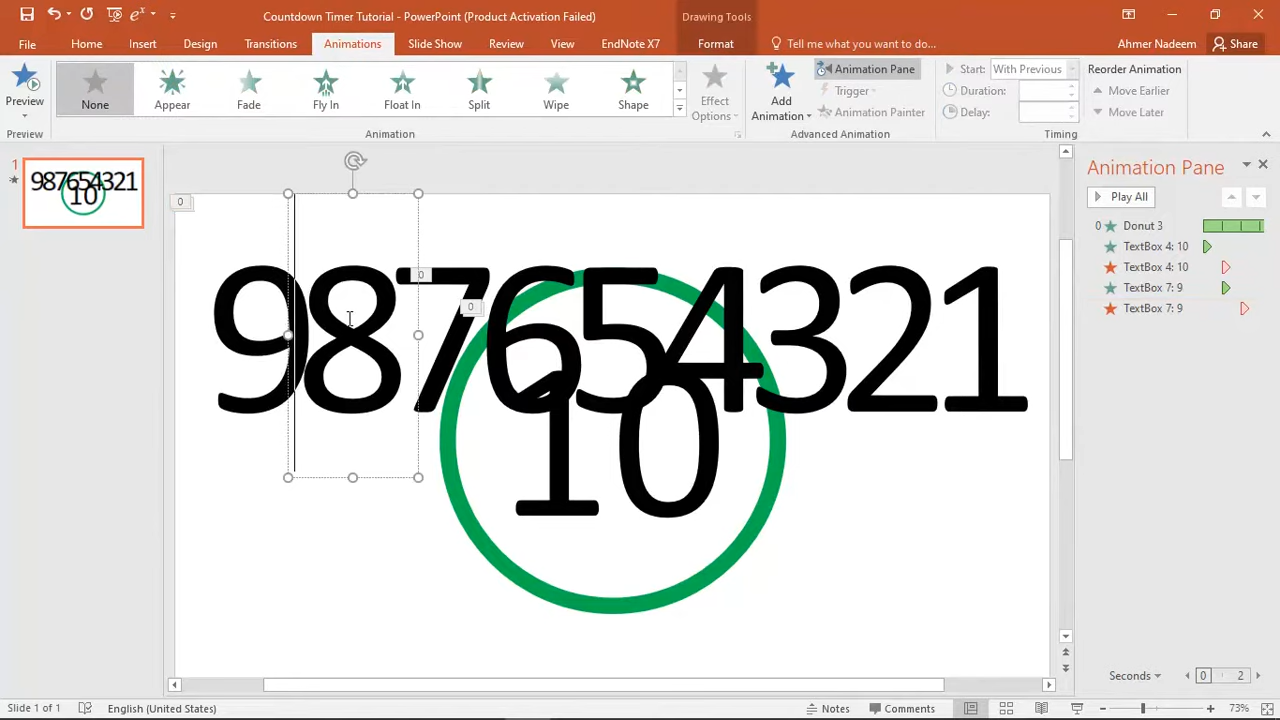 Countdown Timer Tutorial - PowerPoint (Product Activation Failed)
Drawing Tools
File Home Insert Design Transitions Animations Slide Show Review View EndNote X7 Format Tell me what you want to do... Ahmer Nadeem Share
Preview
None Appear Fade Fly In Float In Split Wipe Shape
Effect Options
Add Animation
Animation Pane
Trigger
Animation Painter
Start: With Previous
Duration:
Delay:
Reorder Animation
Move Earlier
Move Later
Preview Animation Advanced Animation Timing
1
987654321
10
0
0
0
987654321
10
Animation Pane
Play All
0 Donut 3
TextBox 4: 10
TextBox 4: 10
TextBox 7: 9
TextBox 7: 9
Seconds 0 2
Slide 1 of 1 English (United States) Notes Comments 73%